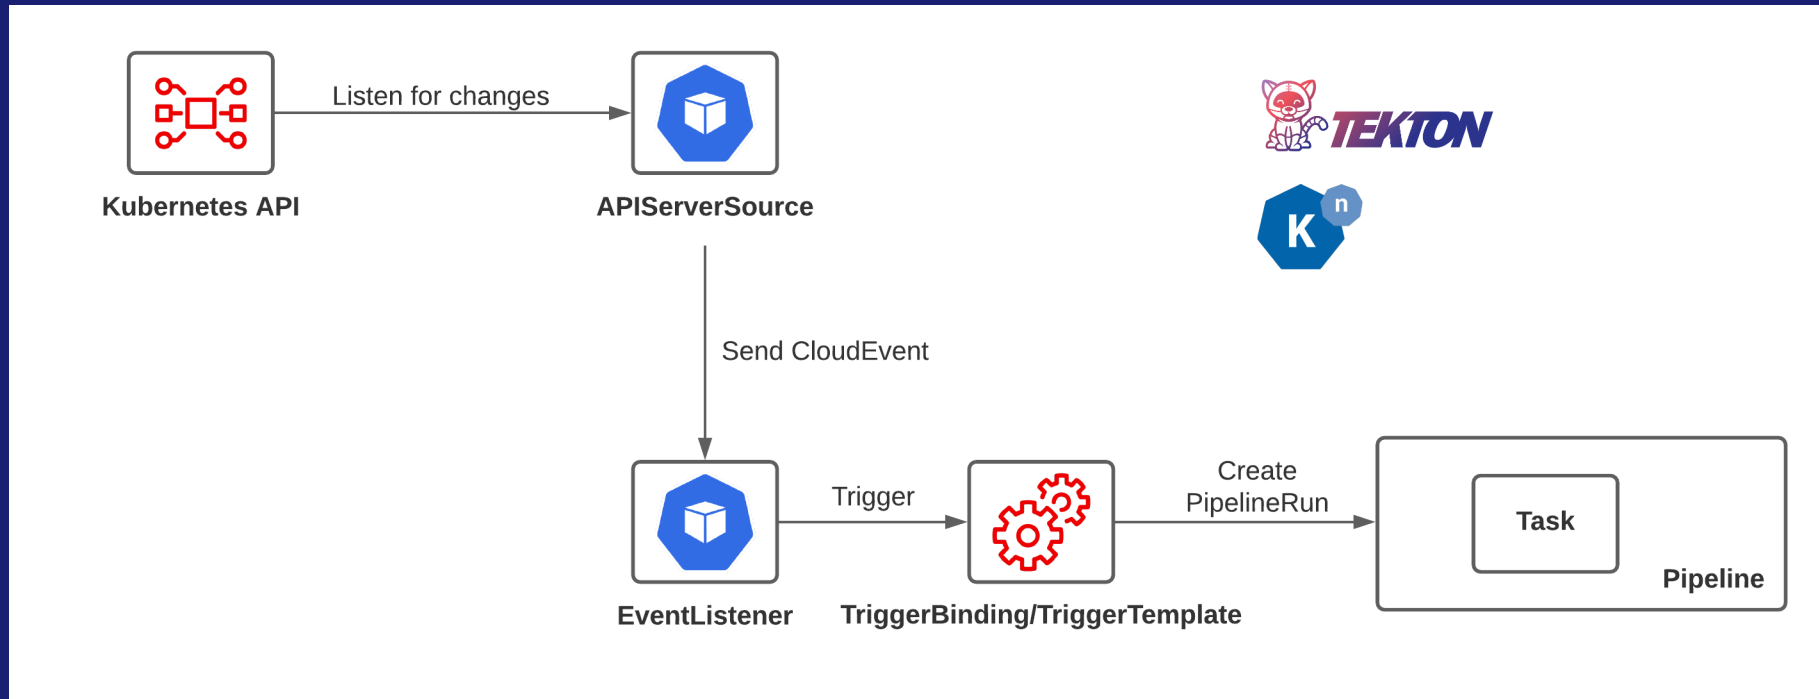 Listen for changes
TEKTON
Kubernetes API
APIServerSource
K
n
Send CloudEvent
Trigger
Create
PipelineRun
Task
Pipeline
EventListener
TriggerBinding/TriggerTemplate